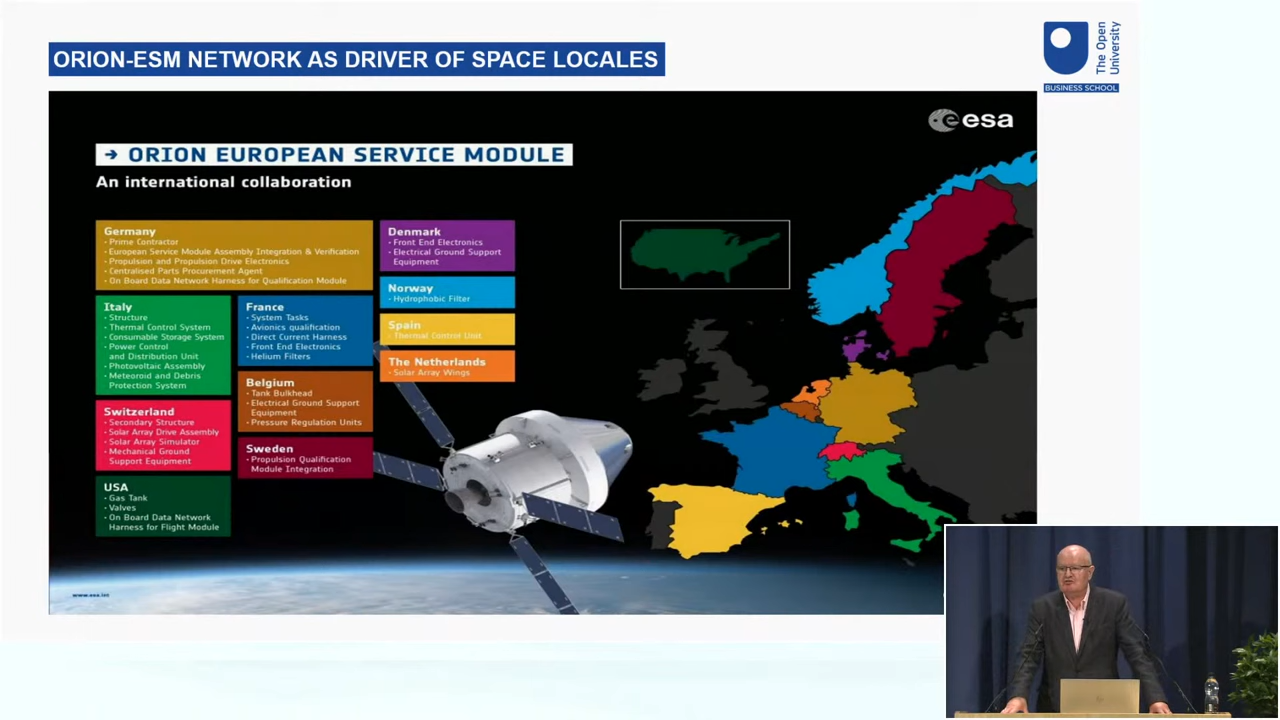 ORION-ESM NETWORK AS DRIVER OF SPACE LOCALES
The Open
University
BUSINESS SCHOOL
esa
→ ORION EUROPEAN SERVICE MODULE
An international collaboration
Germany
· Prime Contractor
· European Service Module Assembly Integration & Verification
· Propulsion and Propulsion Drive Electronics
· Centralised Parts Procurement Agent
· On Board Data Network Harness for Qualification Module
Denmark
· Front End Electronics
· Electrical Ground Support
Equipment
Norway
· Hydrophobic Filter
Spain
· Thermal Control Unit
The Netherlands
· Solar Array Wings
Italy
· Structure
· Thermal Control System
· Consumable Storage System
· Power Control
and Distribution Unit
· Photovoltaic Assembly
· Meteoroid and Debris
Protection System
France
· System Tasks
· Avionics qualification
· Direct Current Harness
· Front End Electronics
· Helium Filters
Belgium
· Tank Bulkhead
· Electrical Ground Support
Equipment
· Pressure Regulation Units
Switzerland
· Secondary Structure
· Solar Array Drive Assembly
· Solar Array Simulator
· Mechanical Ground
Support Equipment
Sweden
· Propulsion Qualification
Module Integration
USA
· Gas Tank
· Valves
· On Board Data Network
Harness for Flight Module
www.esa.int